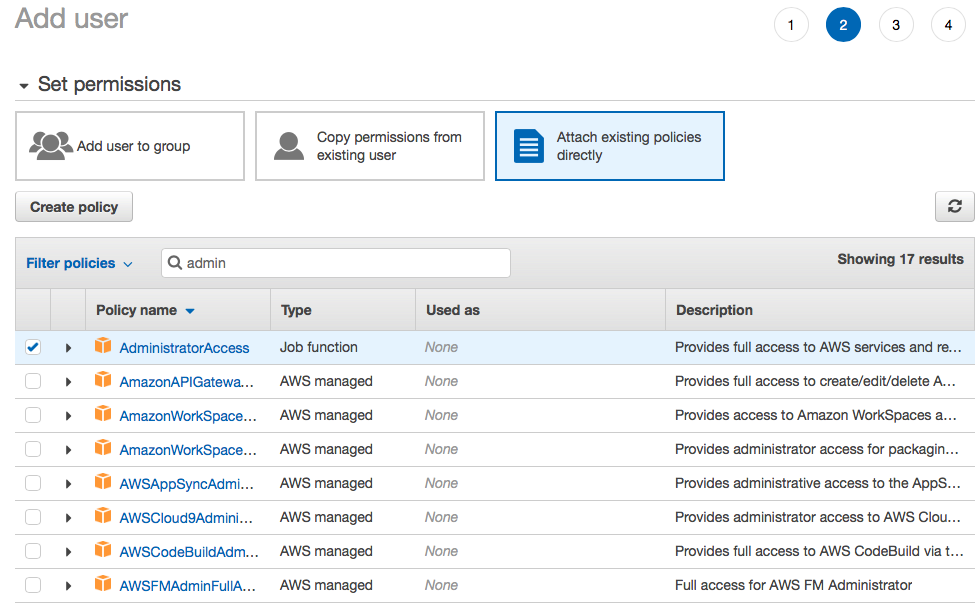 Add user
1 2 3 4
Set permissions
Add user to group
Copy permissions from
existing user
Attach existing policies
directly
Create policy
Filter policies
admin
Showing 17 results
Policy name Type Used as Description
AdministratorAccess Job function None Provides full access to AWS services and re...
AmazonAPIGatewa... AWS managed None Provides full access to create/edit/delete A...
AmazonWorkSpace... AWS managed None Provides access to Amazon WorkSpaces a...
AmazonWorkSpace... AWS managed None Provides administrator access for packagin...
AWSAppSyncAdmi... AWS managed None Provides administrative access to the AppS...
AWSCloud9Admini... AWS managed None Provides administrator access to AWS Clou...
AWSCodeBuildAdm... AWS managed None Provides full access to AWS CodeBuild via t...
AWSFMAdminFullA... AWS managed None Full access for AWS FM Administrator